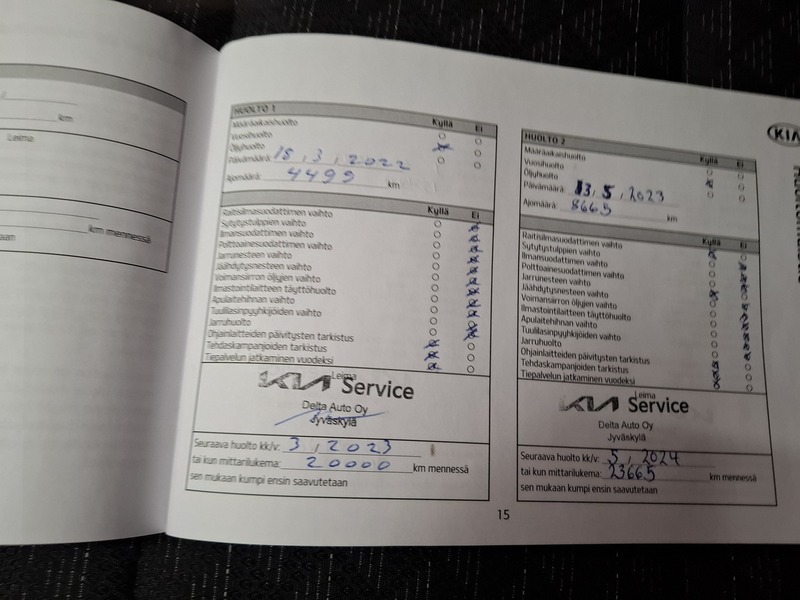 km
Leima
km mennessä
HUOLTO 1
Kyllä Ei
Määräaikaishuolto
Vuosihuolto
Öljyhuolto
Päivämäärä: 18,3,2022
Ajomäärä: 4499 km
Kyllä Ei
Raitisilmasuodattimen vaihto
Sytytystulppien vaihto
Ilmansuodattimen vaihto
Polttoainesuodattimen vaihto
Jarrunesteen vaihto
Jäähdytysnesteen vaihto
Voimansiirron öljyjen vaihto
Ilmastointilaitteen täyttöhuolto
Apulaitehihnan vaihto
Tuulilasinpyyhkijöiden vaihto
Jarruhuolto
Ohjainlaitteiden päivitysten tarkistus
Tehdaskampanjoiden tarkistus
Tiepalvelun jatkaminen vuodeksi
Leima
KIA Service
Delta Auto Oy
Jyväskylä
Seuraava huolto kk/v: 3, 2023
tai kun mittarilukema: 20000 km mennessä
sen mukaan kumpi ensin saavutetaan
15
KIA
HUOLTO 2
Kyllä Ei
Määräaikaishuolto
Vuosihuolto
Öljyhuolto
Päivämäärä: 13,5,2023
Ajomäärä: 8665 km
Kyllä Ei
Raitisilmasuodattimen vaihto
Sytytystulppien vaihto
Ilmansuodattimen vaihto
Polttoainesuodattimen vaihto
Jarrunesteen vaihto
Jäähdytysnesteen vaihto
Voimansiirron öljyjen vaihto
Ilmastointilaitteen täyttöhuolto
Apulaitehihnan vaihto
Tuulilasinpyyhkijöiden vaihto
Jarruhuolto
Ohjainlaitteiden päivitysten tarkistus
Tehdaskampanjoiden tarkistus
Tiepalvelun jatkaminen vuodeksi
Leima
KIA Service
Delta Auto Oy
Jyväskylä
Seuraava huolto kk/v: 5, 2024
tai kun mittarilukema: 23665 km mennessä
sen mukaan kumpi ensin saavutetaan